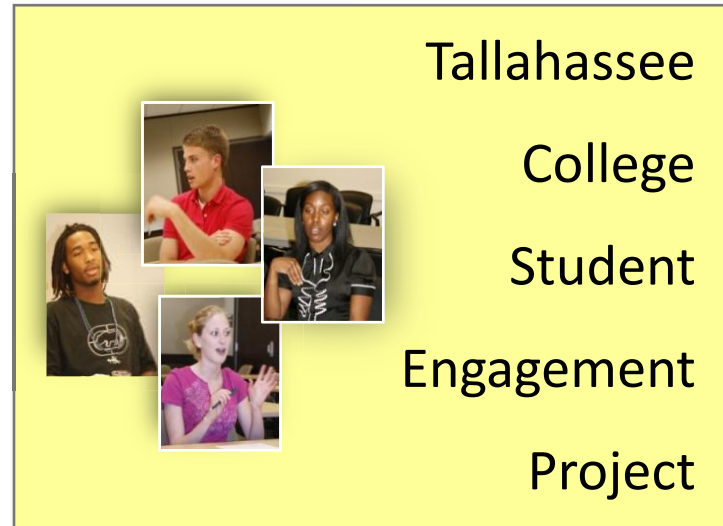 Tallahassee
College
Student
Engagement
Project